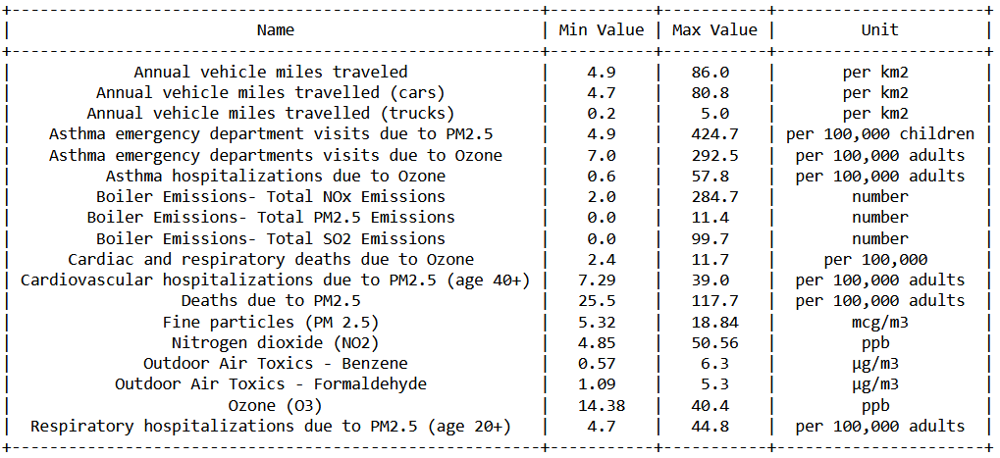 +--------------------------------------------------------+-----------+-----------+----------------------+
| Name | Min Value | Max Value | Unit |
+--------------------------------------------------------+-----------+-----------+----------------------+
| Annual vehicle miles traveled | 4.9 | 86.0 | per km2 |
| Annual vehicle miles travelled (cars) | 4.7 | 80.8 | per km2 |
| Annual vehicle miles travelled (trucks) | 0.2 | 5.0 | per km2 |
| Asthma emergency department visits due to PM2.5 | 4.9 | 424.7 | per 100,000 children |
| Asthma emergency departments visits due to Ozone | 7.0 | 292.5 | per 100,000 adults |
| Asthma hospitalizations due to Ozone | 0.6 | 57.8 | per 100,000 adults |
| Boiler Emissions- Total NOx Emissions | 2.0 | 284.7 | number |
| Boiler Emissions- Total PM2.5 Emissions | 0.0 | 11.4 | number |
| Boiler Emissions- Total SO2 Emissions | 0.0 | 99.7 | number |
| Cardiac and respiratory deaths due to Ozone | 2.4 | 11.7 | per 100,000 |
| Cardiovascular hospitalizations due to PM2.5 (age 40+) | 7.29 | 39.0 | per 100,000 adults |
| Deaths due to PM2.5 | 25.5 | 117.7 | per 100,000 adults |
| Fine particles (PM 2.5) | 5.32 | 18.84 | mcg/m3 |
| Nitrogen dioxide (NO2) | 4.85 | 50.56 | ppb |
| Outdoor Air Toxics - Benzene | 0.57 | 6.3 | µg/m3 |
| Outdoor Air Toxics - Formaldehyde | 1.09 | 5.3 | µg/m3 |
| Ozone (O3) | 14.38 | 40.4 | ppb |
| Respiratory hospitalizations due to PM2.5 (age 20+) | 4.7 | 44.8 | per 100,000 adults |
+--------------------------------------------------------+-----------+-----------+----------------------+